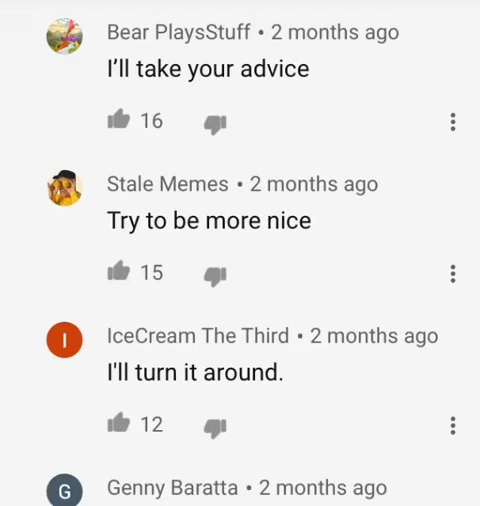 Bear PlaysStuff • 2 months ago
I’ll take your advice
16
Stale Memes • 2 months ago
Try to be more nice
15
IceCream The Third • 2 months ago
I
I'll turn it around.
12
G
Genny Baratta • 2 months ago